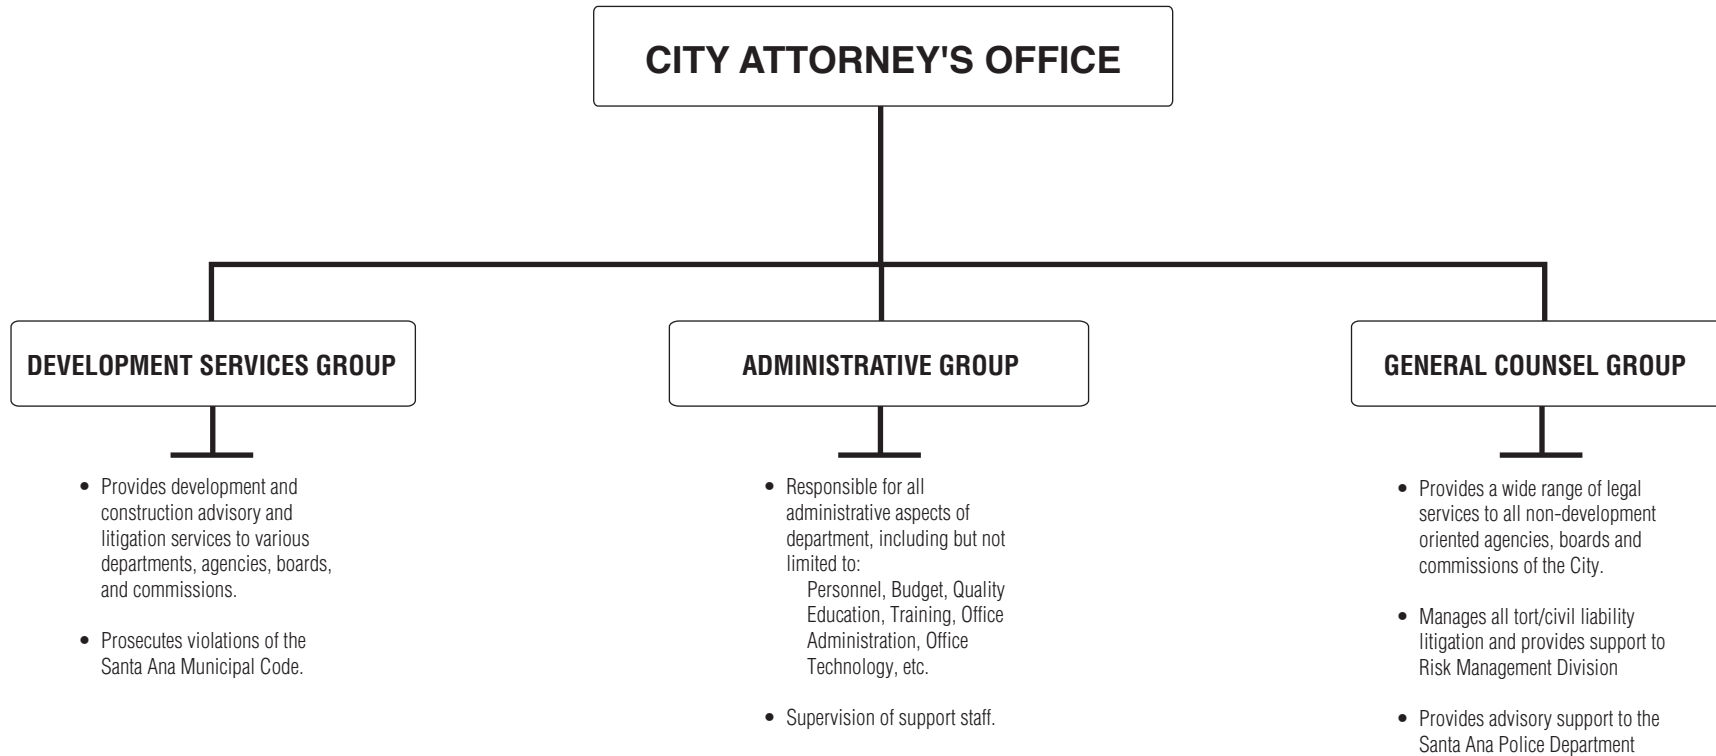 CITY ATTORNEY'S OFFICE
DEVELOPMENT SERVICES GROUP
• Provides development and
construction advisory and
litigation services to various
departments, agencies, boards,
and commissions.
• Prosecutes violations of the
Santa Ana Municipal Code.
ADMINISTRATIVE GROUP
• Responsible for all
administrative aspects of
department, including but not
limited to:
Personnel, Budget, Quality
Education, Training, Office
Administration, Office
Technology, etc.
• Supervision of support staff.
GENERAL COUNSEL GROUP
• Provides a wide range of legal
services to all non-development
oriented agencies, boards and
commissions of the City.
• Manages all tort/civil liability
litigation and provides support to
Risk Management Division
• Provides advisory support to the
Santa Ana Police Department